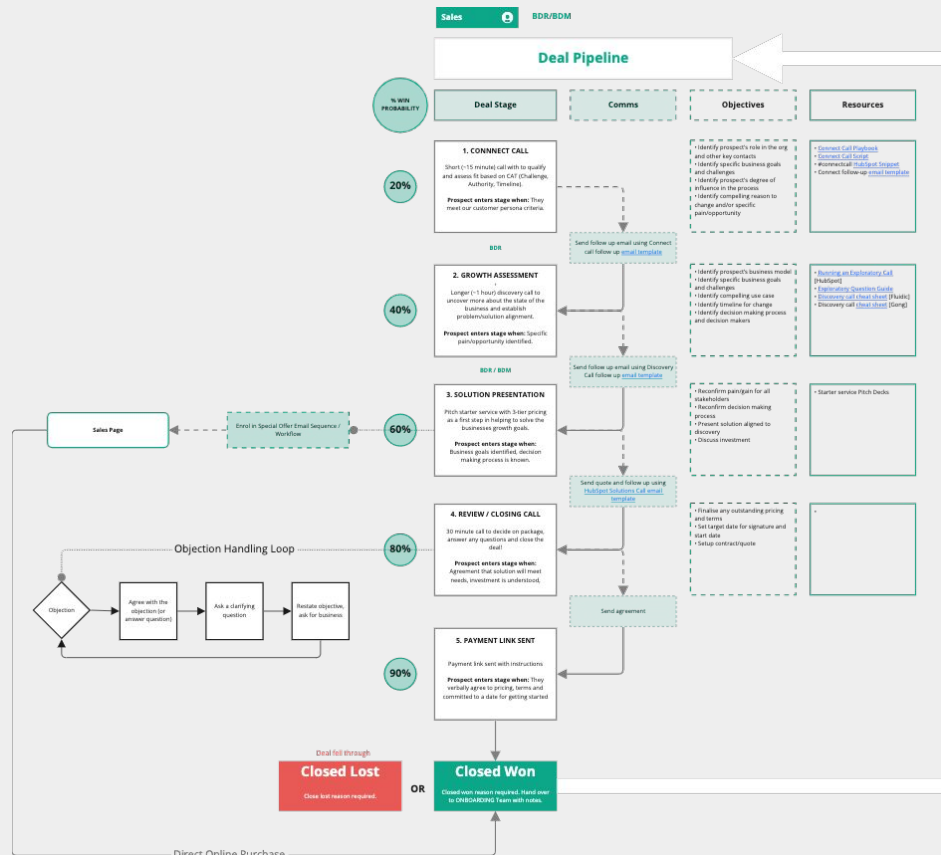 Sales
BDR/BDM
Deal Pipeline
% WIN
PROBABILITY
Deal Stage
Comms
Objectives
Resources
20%
1. CONNNECT CALL
Short (~15 minute) call with to qualify
and assess fit based on CAT (Challenge,
Authority, Timeline).
Prospect enters stage when: They
meet our customer persona criteria.
• Identify prospect's role in the org
and other key contacts
• Identify specific business goals
and challenges
• Identify prospect's degree of
influence in the process
• Identify compelling reason to
change and/or specific
pain/opportunity
• Connect Call Playbook
• Connect Call Script
• #connectcall HubSpot Snippet
• Connect follow-up email template
BDR
Send follow up email using Connect
call follow up email template
40%
2. GROWTH ASSESSMENT
Longer (~1 hour) discovery call to
uncover more about the state of the
business and establish
problem/solution alignment.
Prospect enters stage when: Specific
pain/opportunity identified.
• Identify prospect's business model
• Identify specific business goals
and challenges
• Identify compelling use case
• Identify timeline for change
• Identify decision making process
and decision makers
• Running an Exploratory Call
[HubSpot]
• Exploratory Question Guide
• Discovery call cheat sheet [Fluidic]
• Discovery call cheat sheet [Gong]
BDR / BDM
Send follow up email using Discovery
Call follow up email template
Sales Page
Enrol in Special Offer Email Sequence /
Workflow
60%
3. SOLUTION PRESENTATION
Pitch starter service with 3-tier pricing
as a first step in helping to solve the
businesses growth goals.
Prospect enters stage when:
Business goals identified, decision
making process is known.
• Reconfirm pain/gain for all
stakeholders
• Reconfirm decision making
process
• Present solution aligned to
discovery
• Discuss investment
• Starter service Pitch Decks
Send quote and follow up using
HubSpot Solutions Call email
template
Objection Handling Loop
80%
4. REVIEW / CLOSING CALL
30 minute call to decide on package,
answer any questions and close the
deal!
Prospect enters stage when:
Agreement that solution will meet
needs, investment is understood,
• Finalise any outstanding pricing
and terms
• Set target date for signature and
start date
• Setup contract/quote
•
Objection
Agree with the
objection (or
answer question)
Ask a clarifying
question
Restate objective,
ask for business
Send agreement
90%
5. PAYMENT LINK SENT
Payment link sent with instructions
Prospect enters stage when: They
verbally agree to pricing, terms and
committed to a date for getting started
Deal fell through
Closed Lost
Close lost reason required.
OR
Closed Won
Closed won reason required. Hand over
to ONBOARDING Team with notes.
Direct Online Purchase